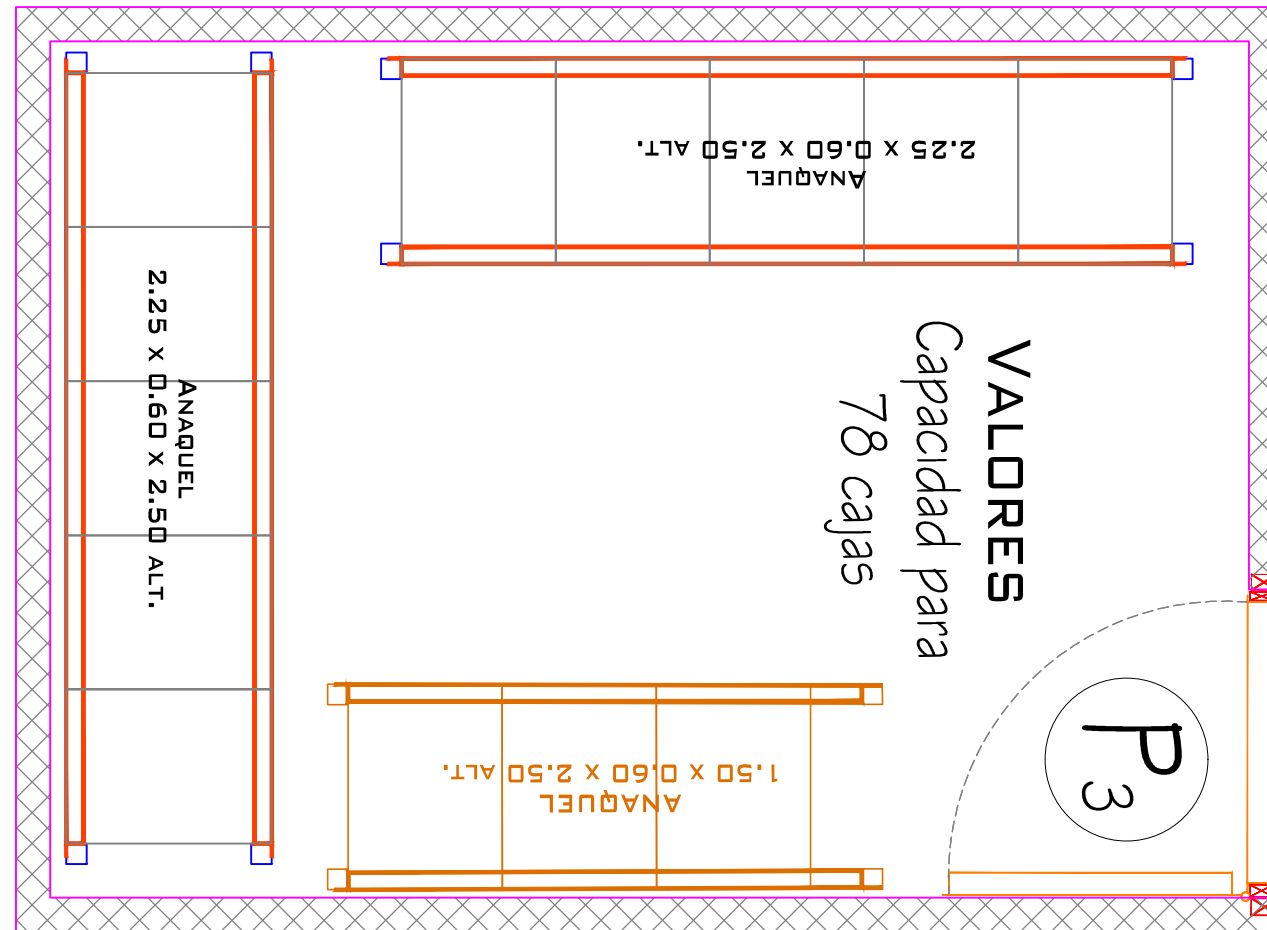 ANAQUEL
2.25 x 0.60 x 2.50 ALT.
ANAQUEL
2.25 x 0.60 x 2.50 ALT.
VALORES
Capacidad para
78 cajas
ANAQUEL
1.50 x 0.60 x 2.50 ALT.
P
3